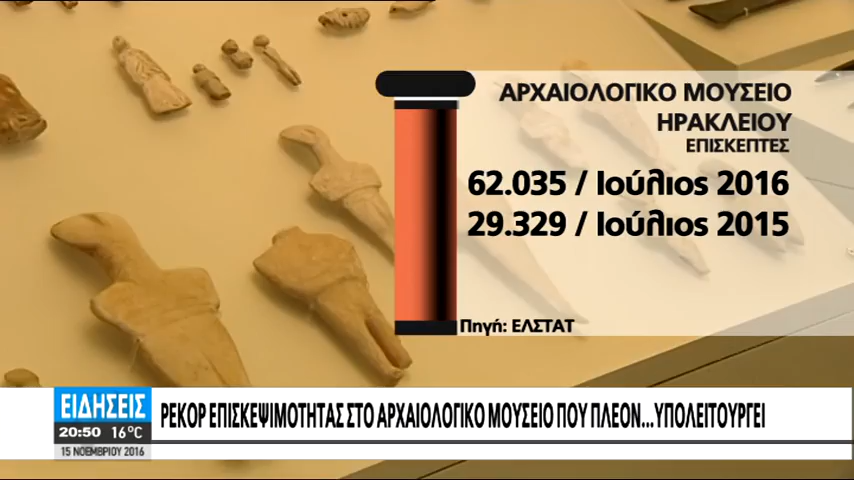 ΑΡΧΑΙΟΛΟΓΙΚΟ ΜΟΥΣΕΙΟ
ΗΡΑΚΛΕΙΟΥ
ΕΠΙΣΚΕΠΤΕΣ
62.035 / Ιούλιος 2016
29.329 / Ιούλιος 2015
Πηγή: ΕΛΣΤΑΤ
ΕΙΔΗΣΕΙΣ
ΡΕΚΟΡ ΕΠΙΣΚΕΨΙΜΟΤΗΤΑΣ ΣΤΟ ΑΡΧΑΙΟΛΟΓΙΚΟ ΜΟΥΣΕΙΟ ΠΟΥ ΠΛΕΟΝ...ΥΠΟΛΕΙΤΟΥΡΓΕΙ
20:50 16°C
15 ΝΟΕΜΒΡΙΟΥ 2016